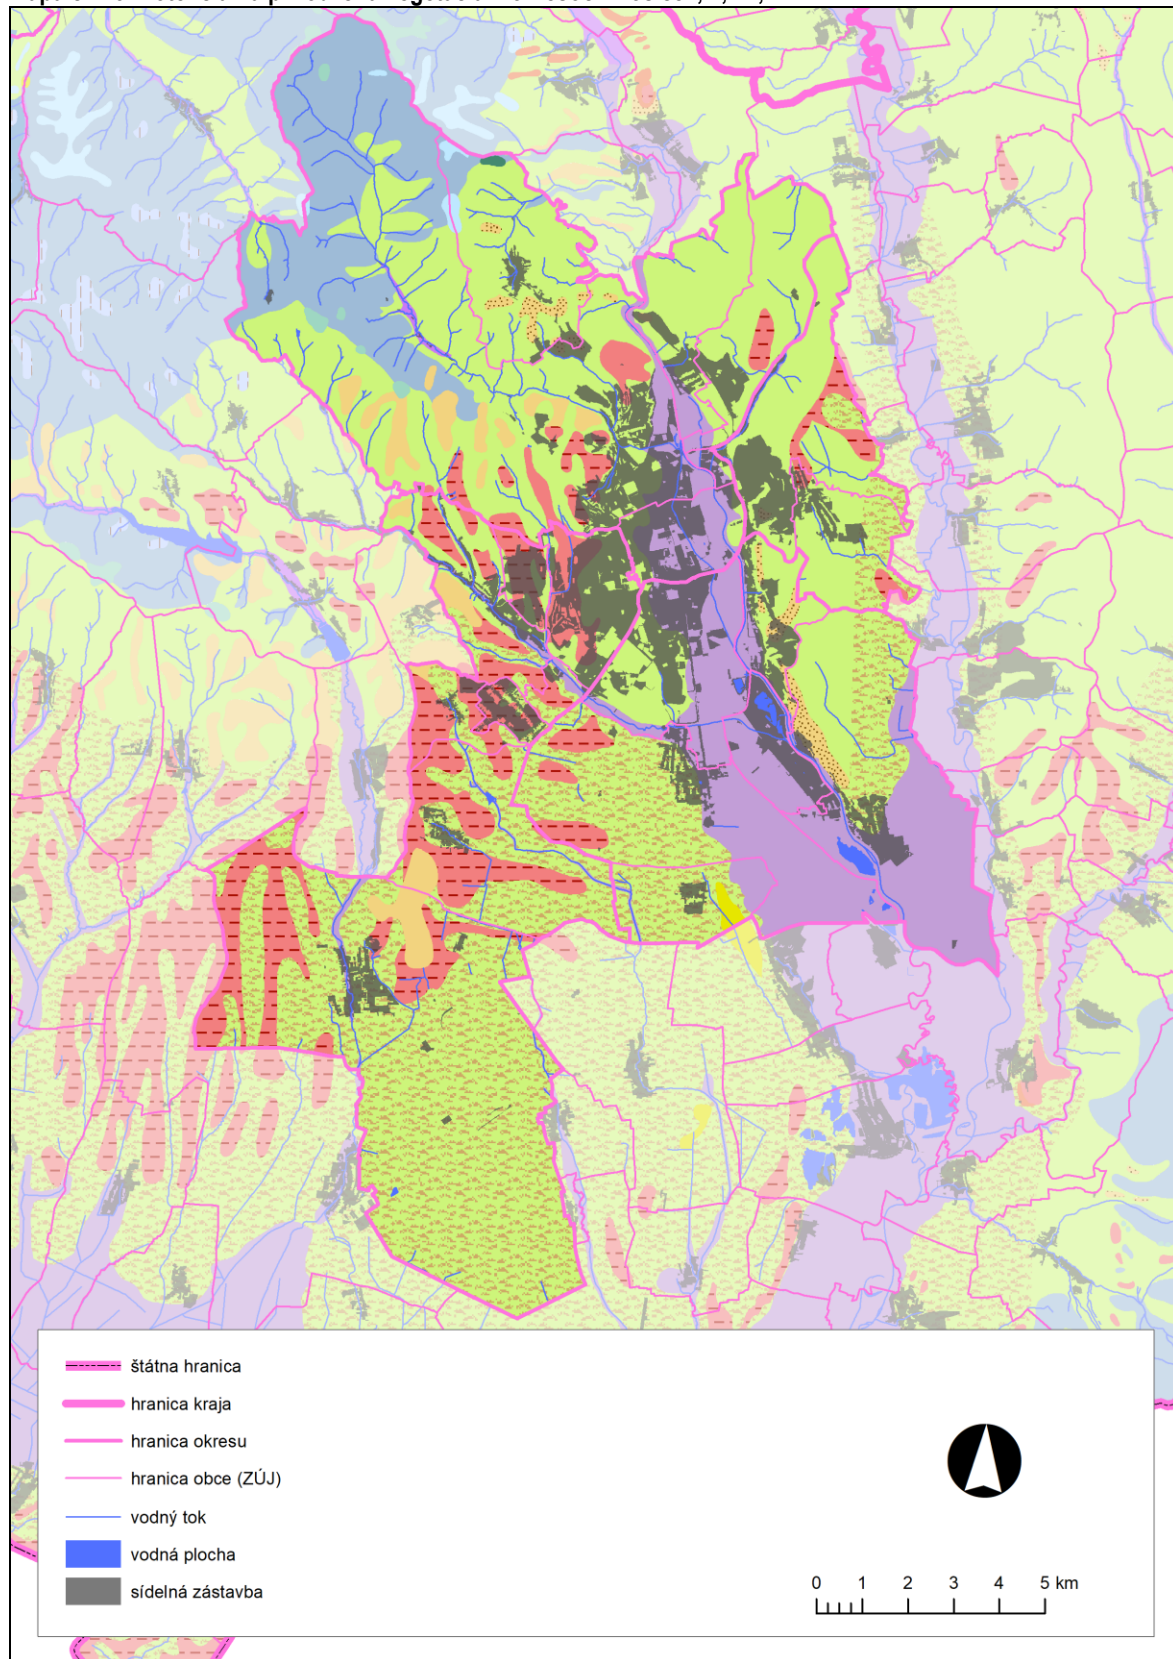 štátna hranica
hranica kraja
hranica okresu
hranica obce (ZÚJ)
vodný tok
vodná plocha
sídelná zástavba
0 1 2 3 4 5 km